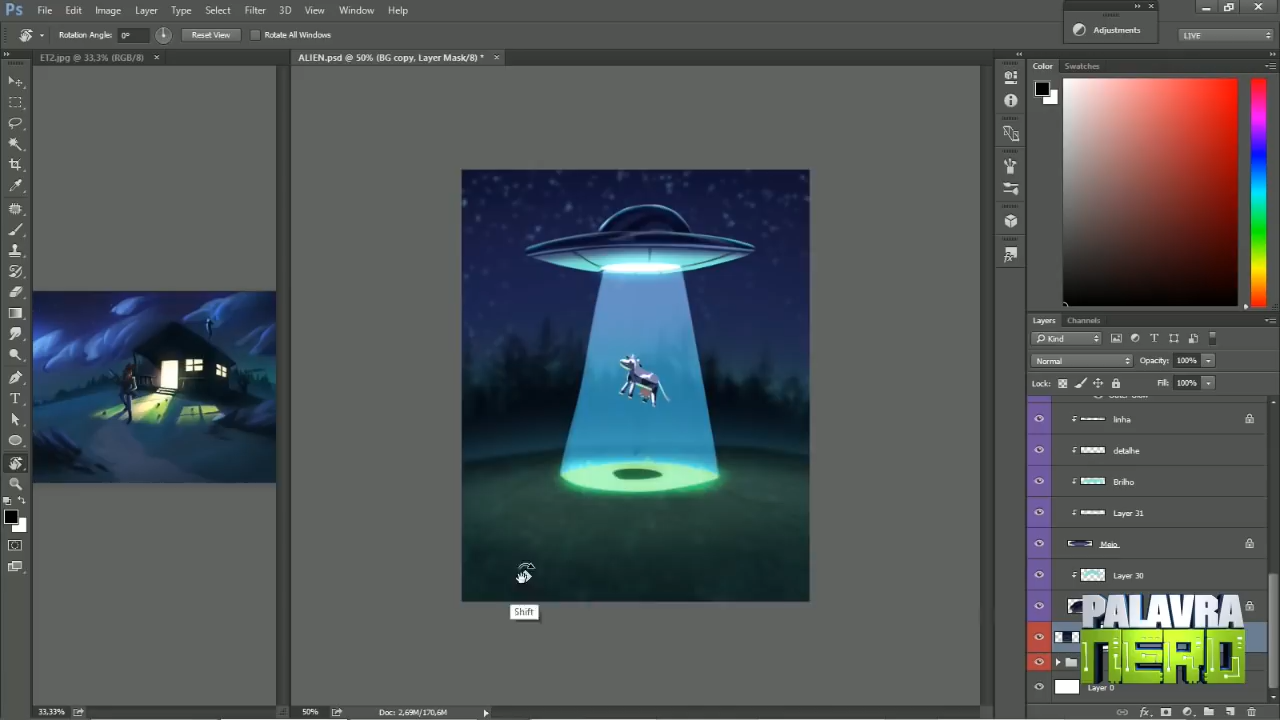 Ps File Edit Image Layer Type Select Filter 3D View Window Help
Rotation Angle: 0° Reset View Rotate All Windows
Adjustments
LIVE
ET2.jpg @ 33,3% (RGB/8) ×
ALIEN.psd @ 50% (BG copy, Layer Mask/8) * ×
Color Swatches
Layers Channels
Kind
Normal Opacity: 100%
Lock: Fill: 100%
linha
detalhe
Brilho
Layer 31
Meio
Layer 30
PALAVRA
NERD
Layer 0
Shift
33,33%
50% Doc: 2,69M/170,6M